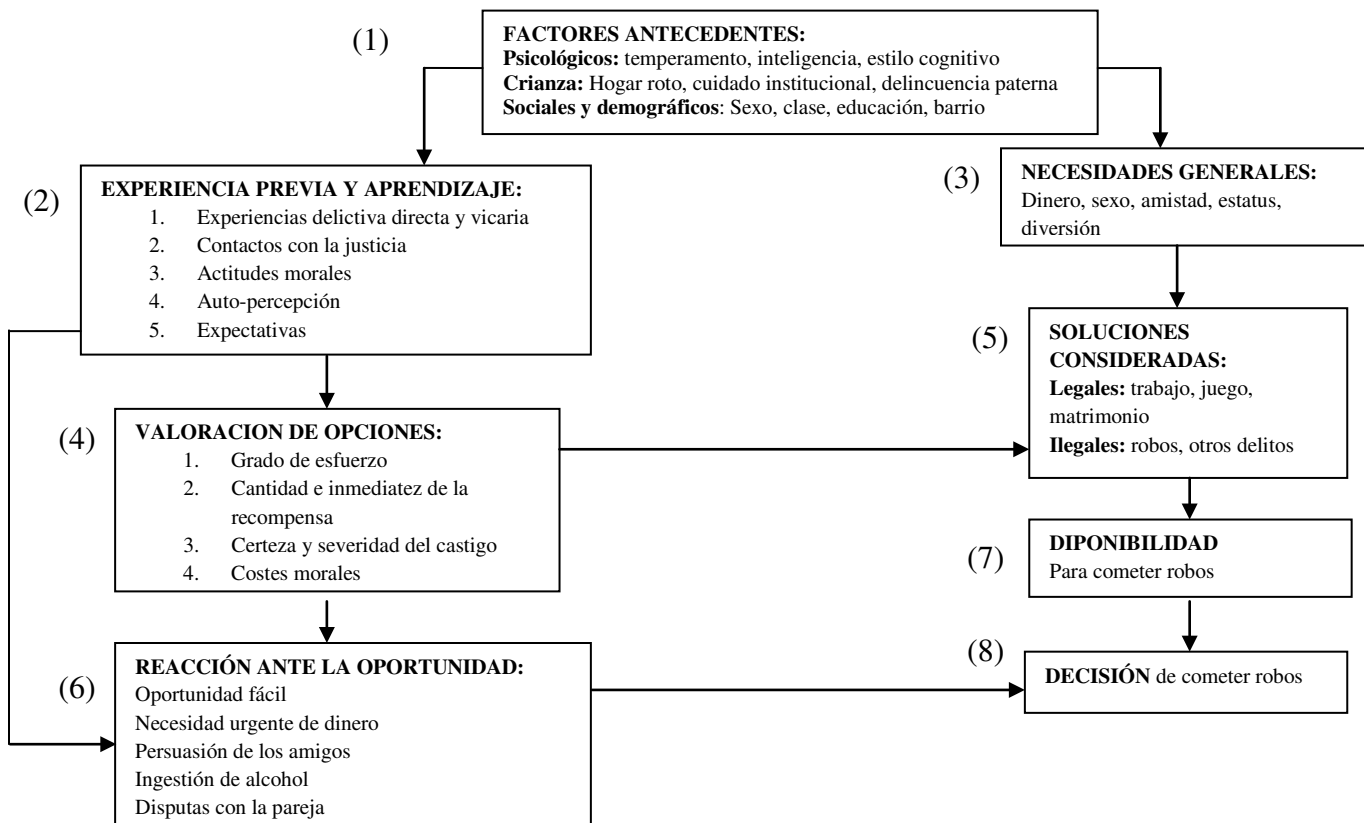 (1)
FACTORES ANTECEDENTES:
Psicológicos: temperamento, inteligencia, estilo cognitivo
Crianza: Hogar roto, cuidado institucional, delincuencia paterna
Sociales y demográficos: Sexo, clase, educación, barrio
(2)
EXPERIENCIA PREVIA Y APRENDIZAJE:
1. Experiencias delictiva directa y vicaria
2. Contactos con la justicia
3. Actitudes morales
4. Auto-percepción
5. Expectativas
(3)
NECESIDADES GENERALES:
Dinero, sexo, amistad, estatus,
diversión
(4)
VALORACION DE OPCIONES:
1. Grado de esfuerzo
2. Cantidad e inmediatez de la
recompensa
3. Certeza y severidad del castigo
4. Costes morales
(5)
SOLUCIONES
CONSIDERADAS:
Legales: trabajo, juego,
matrimonio
Ilegales: robos, otros delitos
(6)
REACCIÓN ANTE LA OPORTUNIDAD:
Oportunidad fácil
Necesidad urgente de dinero
Persuasión de los amigos
Ingestión de alcohol
Disputas con la pareja
(7)
DIPONIBILIDAD
Para cometer robos
(8)
DECISIÓN de cometer robos